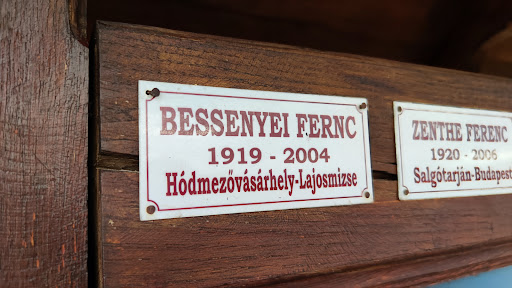 BESSENYEI FERNC
1919 - 2004
Hódmezővásárhely-Lajosmizse
ZENTHE FERENC
1920 - 2006
Salgótarján-Budapest